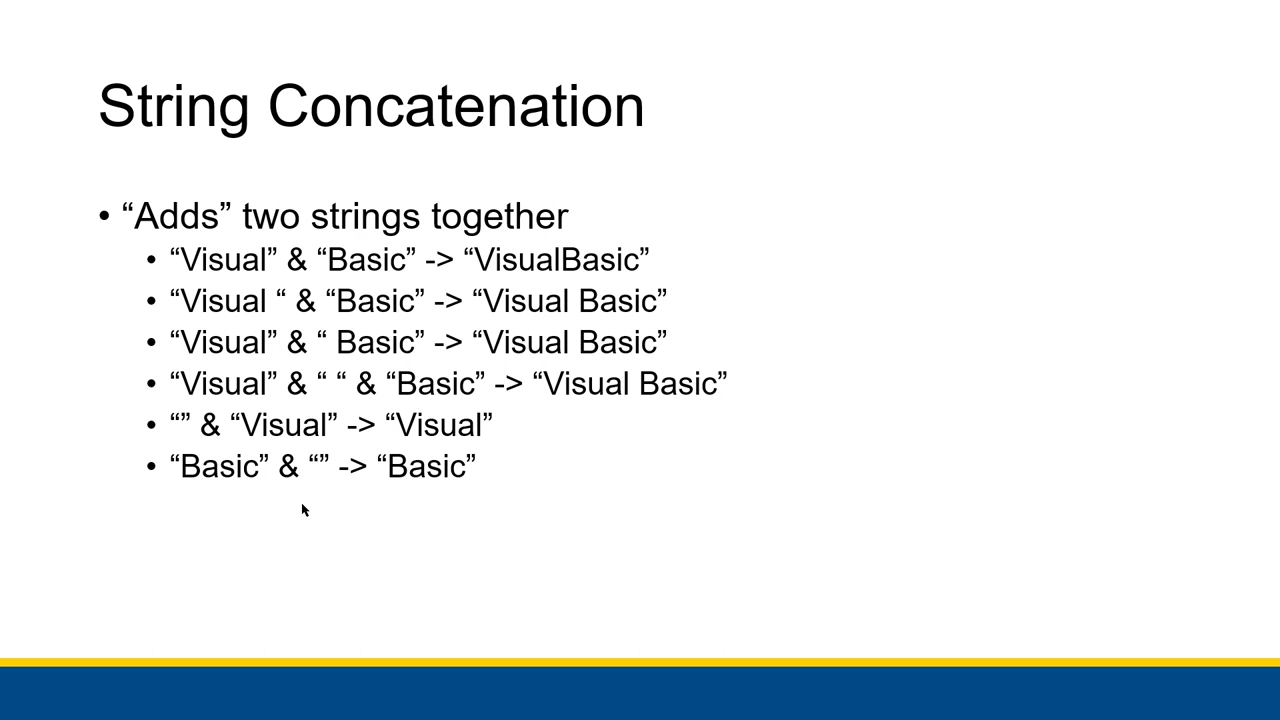 String Concatenation
• “Adds” two strings together
• “Visual” & “Basic” -> “VisualBasic”
• “Visual “ & “Basic” -> “Visual Basic”
• “Visual” & “ Basic” -> “Visual Basic”
• “Visual” & “ “ & “Basic” -> “Visual Basic”
• “” & “Visual” -> “Visual”
• “Basic” & “” -> “Basic”